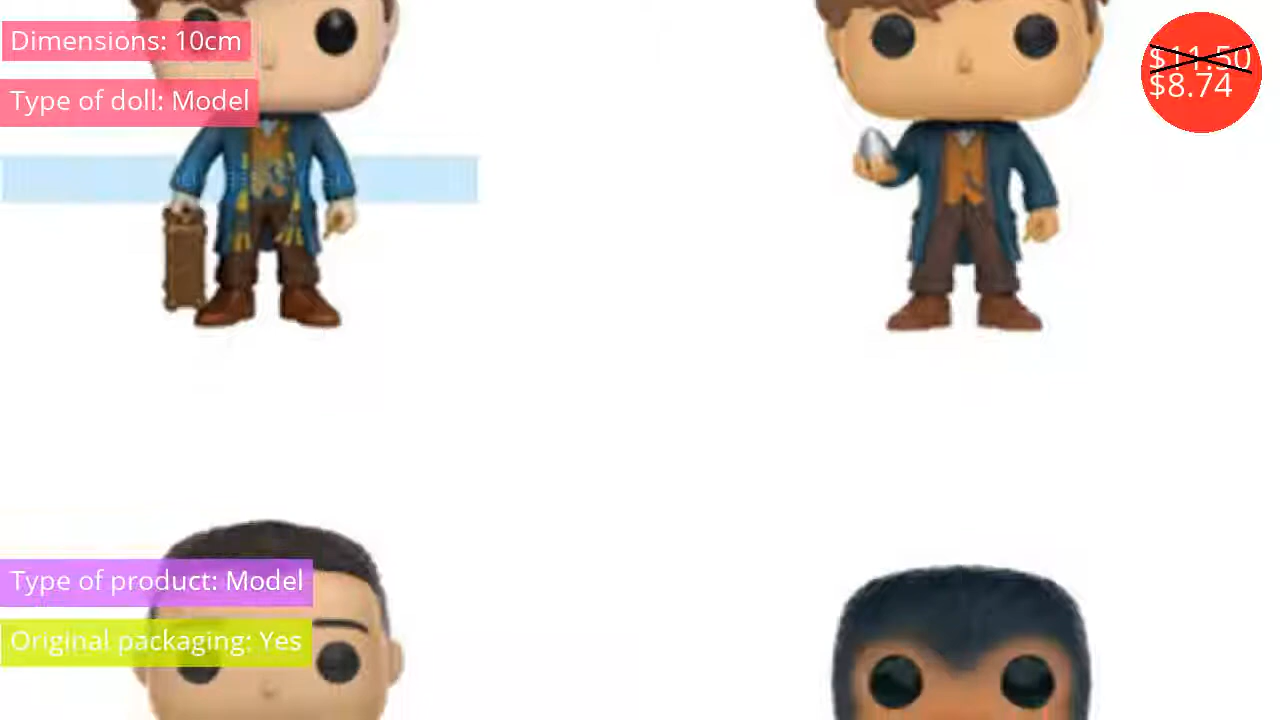 Dimensions: 10cm
Type of doll: Model
$11.50
$8.74
Type of product: Model
Original packaging: Yes